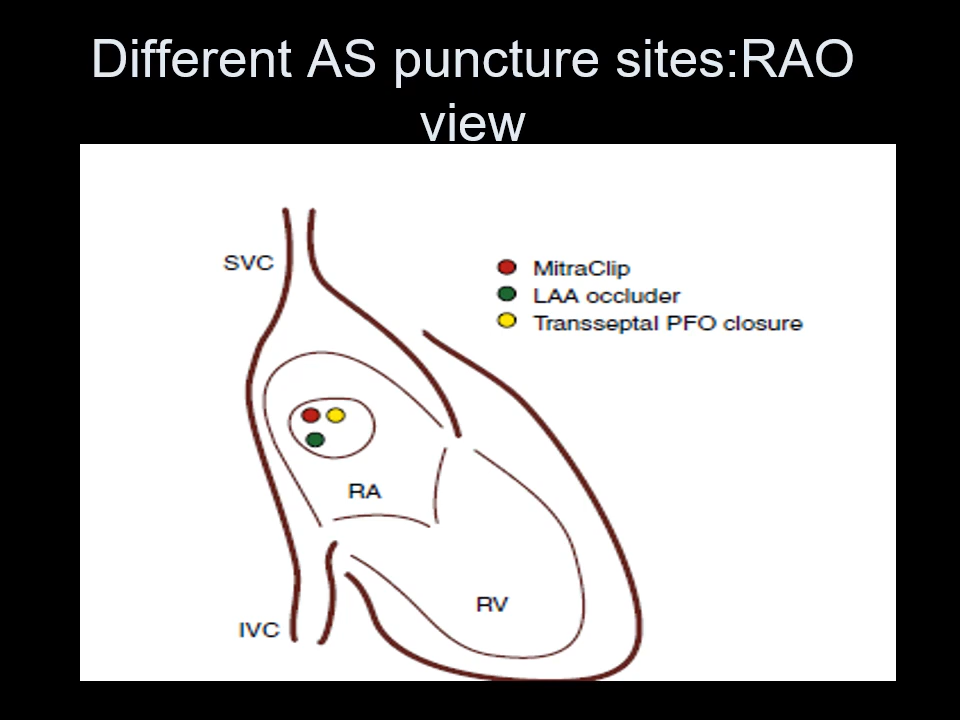 Different AS puncture sites:RAO
view
SVC
MitraClip
LAA occluder
Transseptal PFO closure
RA
RV
IVC